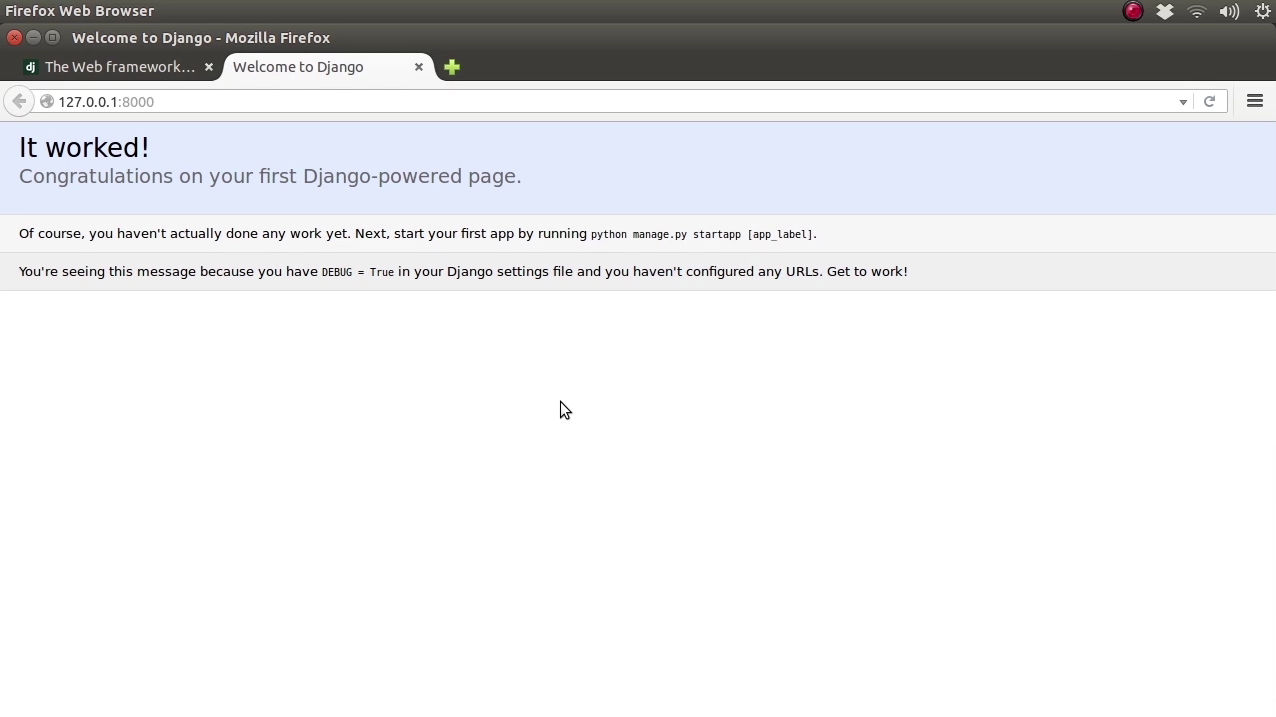 Firefox Web Browser
Welcome to Django - Mozilla Firefox
dj The Web framework... Welcome to Django
127.0.0.1:8000
It worked!
Congratulations on your first Django-powered page.
Of course, you haven't actually done any work yet. Next, start your first app by running python manage.py startapp [app_label].
You're seeing this message because you have DEBUG = True in your Django settings file and you haven't configured any URLs. Get to work!